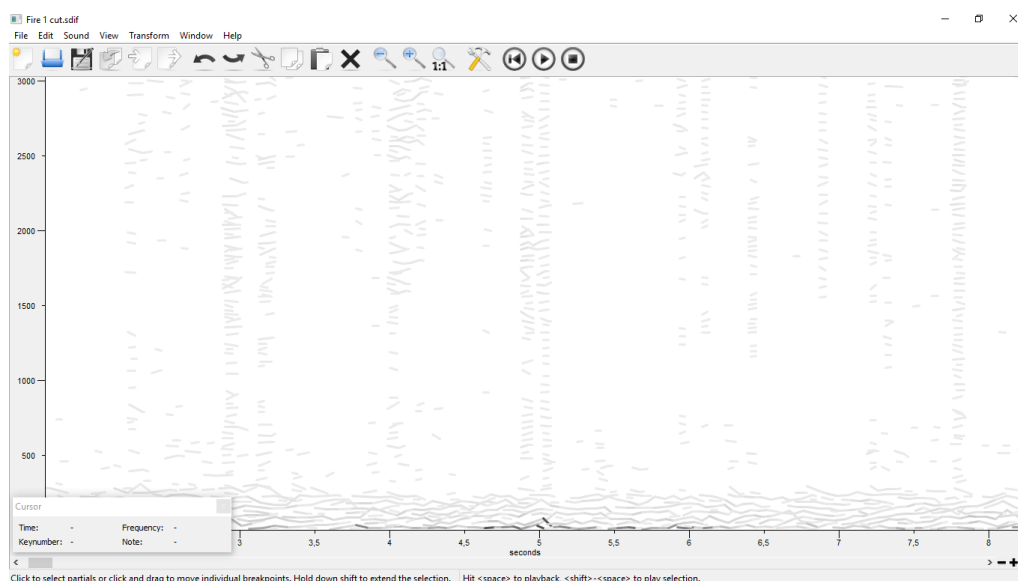 Fire 1 cut.sdif
File Edit Sound View Transform Window Help
1:1
3000
2500
2000
1500
1000
500
Cursor
Time: - Frequency: -
Keynumber: - Note: -
3 3,5 4 4,5 5 5,5 6 6,5 7 7,5 8
seconds
Click to select partials or click and drag to move individual breakpoints. Hold down shift to extend the selection. Hit <space> to playback, <shift>-<space> to play selection.